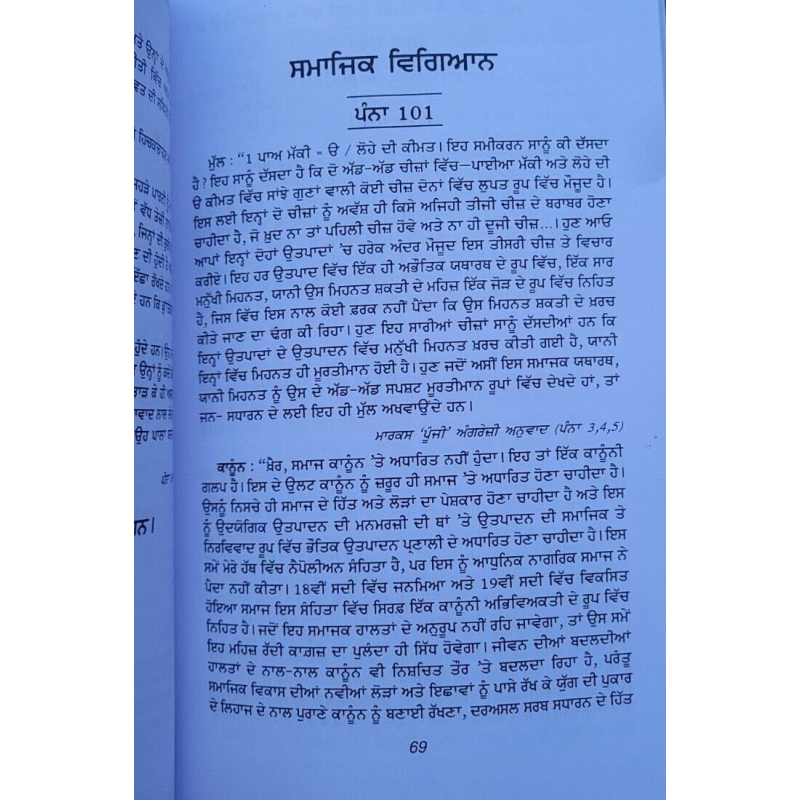 ਸਮਾਜਿਕ ਵਿਗਿਆਨ
ਪੰਨਾ 101
ਮੁੱਲ : “1 ਪਾਅ ਮੱਕੀ = ੳ / ਲੋਹੇ ਦੀ ਕੀਮਤ। ਇਹ ਸਮੀਕਰਨ ਸਾਨੂੰ ਕੀ ਦੱਸਦਾ
ਹੈ? ਇਹ ਸਾਨੂੰ ਦੱਸਦਾ ਹੈ ਕਿ ਦੋ ਅੱਡ-ਅੱਡ ਚੀਜ਼ਾਂ ਵਿੱਚ—ਪਾਈਆ ਮੱਕੀ ਅਤੇ ਲੋਹੇ ਦੀ
ੳ ਕੀਮਤ ਵਿੱਚ ਸਾਂਝੇ ਗੁਣਾਂ ਵਾਲੀ ਕੋਈ ਚੀਜ਼ ਦੋਨਾਂ ਵਿੱਚ ਲੁਪਤ ਰੂਪ ਵਿੱਚ ਮੌਜੂਦ ਹੈ।
ਇਸ ਲਈ ਇਨ੍ਹਾਂ ਦੋ ਚੀਜ਼ਾਂ ਨੂੰ ਅਵੱਸ਼ ਹੀ ਕਿਸੇ ਅਜਿਹੀ ਤੀਜੀ ਚੀਜ਼ ਦੇ ਬਰਾਬਰ ਹੋਣਾ
ਚਾਹੀਦਾ ਹੈ, ਜੋ ਖ਼ੁਦ ਨਾ ਤਾਂ ਪਹਿਲੀ ਚੀਜ਼ ਹੋਵੇ ਅਤੇ ਨਾ ਹੀ ਦੂਜੀ ਚੀਜ਼...। ਹੁਣ ਆਓ
ਆਪਾਂ ਇਨ੍ਹਾਂ ਦੋਹਾਂ ਉਤਪਾਦਾਂ ’ਚ ਹਰੇਕ ਅੰਦਰ ਮੌਜੂਦ ਇਸ ਤੀਸਰੀ ਚੀਜ਼ ਤੇ ਵਿਚਾਰ
ਕਰੀਏ। ਇਹ ਹਰ ਉਤਪਾਦ ਵਿੱਚ ਇੱਕ ਹੀ ਅਭੌਤਿਕ ਯਥਾਰਥ ਦੇ ਰੂਪ ਵਿੱਚ, ਇੱਕ ਸਾਰ
ਮਨੁੱਖੀ ਮਿਹਨਤ, ਯਾਨੀ ਉਸ ਮਿਹਨਤ ਸ਼ਕਤੀ ਦੇ ਮਹਿਜ਼ ਇੱਕ ਜੋੜ ਦੇ ਰੂਪ ਵਿੱਚ ਨਿਹਿਤ
ਹੈ, ਜਿਸ ਵਿੱਚ ਇਸ ਨਾਲ ਕੋਈ ਫ਼ਰਕ ਨਹੀਂ ਪੈਂਦਾ ਕਿ ਉਸ ਮਿਹਨਤ ਸ਼ਕਤੀ ਦੇ ਖ਼ਰਚ
ਕੀਤੇ ਜਾਣ ਦਾ ਢੰਗ ਕੀ ਰਿਹਾ। ਹੁਣ ਇਹ ਸਾਰੀਆਂ ਚੀਜ਼ਾਂ ਸਾਨੂੰ ਦੱਸਦੀਆਂ ਹਨ ਕਿ
ਇਨ੍ਹਾਂ ਉਤਪਾਦਾਂ ਦੇ ਉਤਪਾਦਨ ਵਿੱਚ ਮਨੁੱਖੀ ਮਿਹਨਤ ਖ਼ਰਚ ਕੀਤੀ ਗਈ ਹੈ, ਯਾਨੀ
ਇਨ੍ਹਾਂ ਵਿੱਚ ਮਿਹਨਤ ਹੀ ਮੂਰਤੀਮਾਨ ਹੋਈ ਹੈ। ਹੁਣ ਜਦੋਂ ਅਸੀਂ ਇਸ ਸਮਾਜਕ ਯਥਾਰਥ,
ਯਾਨੀ ਮਿਹਨਤ ਨੂੰ ਉਸ ਦੇ ਅੱਡ-ਅੱਡ ਸਪਸ਼ਟ ਮੂਰਤੀਮਾਨ ਰੂਪਾਂ ਵਿੱਚ ਦੇਖਦੇ ਹਾਂ, ਤਾਂ
ਜਨ- ਸਧਾਰਨ ਦੇ ਲਈ ਇਹ ਹੀ ਮੁੱਲ ਅਖਵਾਉਂਦੇ ਹਨ।
ਮਾਰਕਸ ‘ਪੂੰਜੀ’ ਅੰਗਰੇਜ਼ੀ ਅਨੁਵਾਦ (ਪੰਨਾ 3,4,5)
ਕਾਨੂੰਨ : “ਖ਼ੈਰ, ਸਮਾਜ ਕਾਨੂੰਨ ’ਤੇ ਅਧਾਰਿਤ ਨਹੀਂ ਹੁੰਦਾ। ਇਹ ਤਾਂ ਇੱਕ ਕਾਨੂੰਨੀ
ਗਲਪ ਹੈ। ਇਸ ਦੇ ਉਲਟ ਕਾਨੂੰਨ ਨੂੰ ਜ਼ਰੂਰ ਹੀ ਸਮਾਜ ’ਤੇ ਅਧਾਰਿਤ ਹੋਣਾ ਚਾਹੀਦਾ ਹੈ।
ਉਸਨੂੰ ਨਿਸਚੇ ਹੀ ਸਮਾਜ ਦੇ ਹਿੱਤ ਅਤੇ ਲੋੜਾਂ ਦਾ ਪੇਸ਼ਕਾਰ ਹੋਣਾ ਚਾਹੀਦਾ ਹੈ ਅਤੇ ਇਸ
ਨੂੰ ਉਦਯੋਗਿਕ ਉਤਪਾਦਨ ਦੀ ਮਨਮਰਜ਼ੀ ਦੀ ਥਾਂ ’ਤੇ ਉਤਪਾਦਨ ਦੀ ਸਮਾਜਿਕ ਤੇ
ਨਿਰਵਿਵਾਦ ਰੂਪ ਵਿੱਚ ਭੌਤਿਕ ਉਤਪਾਦਨ ਪ੍ਰਣਾਲੀ ਦੇ ਅਧਾਰਿਤ ਹੋਣਾ ਚਾਹੀਦਾ ਹੈ। ਇਸ
ਸਮੇਂ ਮੇਰੇ ਹੱਥ ਵਿੱਚ ਨੈਪੋਲੀਅਨ ਸੰਹਿਤਾ ਹੈ, ਪਰ ਇਸ ਨੂੰ ਆਧੁਨਿਕ ਨਾਗਰਿਕ ਸਮਾਜ ਨੇ
ਪੈਦਾ ਨਹੀਂ ਕੀਤਾ। 18ਵੀਂ ਸਦੀ ਵਿੱਚ ਜਨਮਿਆ ਅਤੇ 19ਵੀਂ ਸਦੀ ਵਿੱਚ ਵਿਕਸਿਤ
ਹੋਇਆ ਸਮਾਜ ਇਸ ਸੰਹਿਤਾ ਵਿੱਚ ਸਿਰਫ਼ ਇੱਕ ਕਾਨੂੰਨੀ ਅਭਿਵਿਅਕਤੀ ਦੇ ਰੂਪ ਵਿੱਚ
ਨਿਹਿਤ ਹੈ। ਜਦੋਂ ਇਹ ਸਮਾਜਕ ਹਾਲਤਾਂ ਦੇ ਅਨੁਰੂਪ ਨਹੀਂ ਰਹਿ ਜਾਵੇਗਾ, ਤਾਂ ਉਸ ਸਮੇਂ
ਇਹ ਮਹਿਜ਼ ਰੱਦੀ ਕਾਗ਼ਜ਼ ਦਾ ਪੁਲੰਦਾ ਹੀ ਸਿੱਧ ਹੋਵੇਗਾ। ਜੀਵਨ ਦੀਆਂ ਬਦਲਦੀਆਂ
ਹਾਲਤਾਂ ਦੇ ਨਾਲ-ਨਾਲ ਕਾਨੂੰਨ ਵੀ ਨਿਸ਼ਚਿਤ ਤੌਰ ’ਤੇ ਬਦਲਦਾ ਰਿਹਾ ਹੈ, ਪਰੰਤੂ
ਸਮਾਜਿਕ ਵਿਕਾਸ ਦੀਆਂ ਨਵੀਆਂ ਲੋੜਾਂ ਅਤੇ ਇਛਾਵਾਂ ਨੂੰ ਪਾਸੇ ਰੱਖ ਕੇ ਯੁੱਗ ਦੀ ਪੁਕਾਰ
ਦੇ ਲਿਹਾਜ਼ ਦੇ ਨਾਲ ਪੁਰਾਣੇ ਕਾਨੂੰਨ ਨੂੰ ਬਣਾਈ ਰੱਖਣਾ, ਦਰਅਸਲ ਸਰਬ ਸਧਾਰਨ ਦੇ ਹਿੱਤ
69